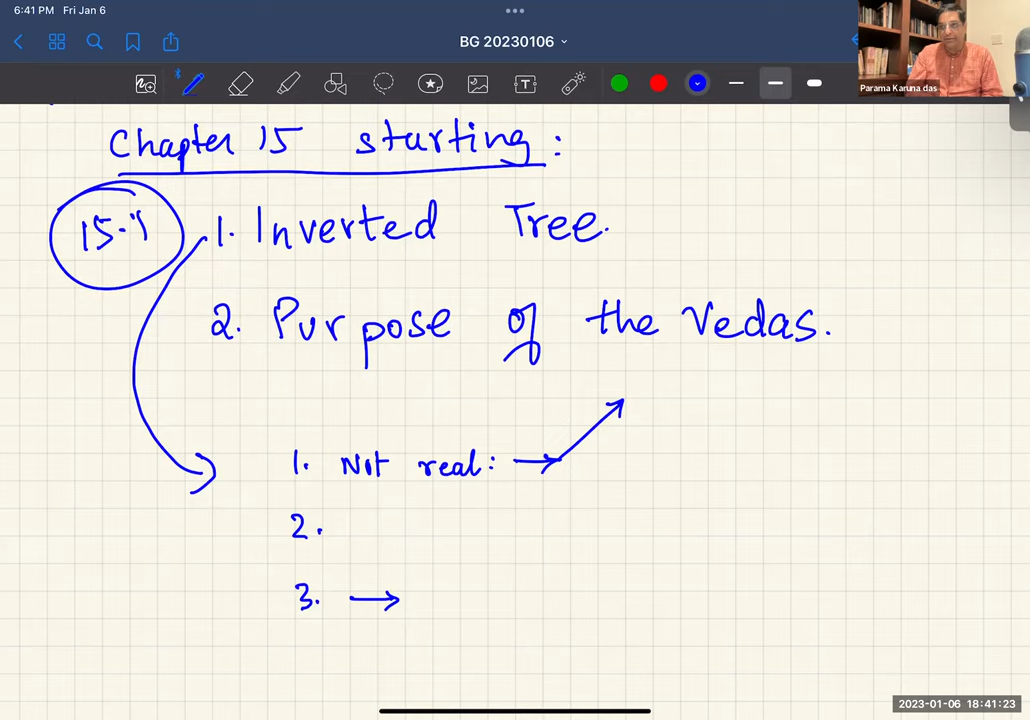 6:41 PM Fri Jan 6
BG 20230106
Parama Karuna das
Chapter 15 starting:
15.1 1. Inverted Tree.
2. Purpose of the Vedas.
1. Not real:
2.
3.
2023-01-06 18:41:23